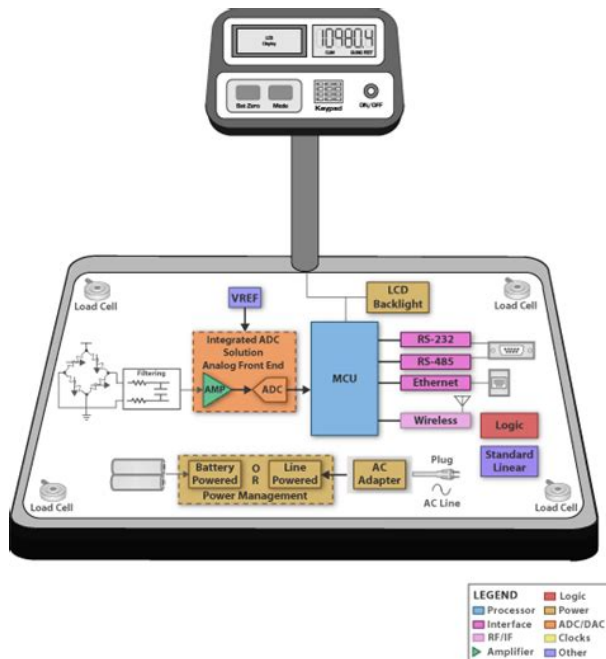 LCD
Display
10980.4
Set Zero
Mode
Keypad
ON/OFF
Load Cell
Load Cell
LCD
Backlight
VREF
Integrated ADC
Solution
Analog Front End
AMP
ADC
Filtering
MCU
RS-232
RS-485
Ethernet
Wireless
Logic
Standard
Linear
Battery
Powered
O
R
Line
Powered
Power Management
AC
Adapter
Plug
AC Line
Load Cell
Load Cell
LEGEND
Processor
Interface
RF/IF
Amplifier
Logic
Power
ADC/DAC
Clocks
Other